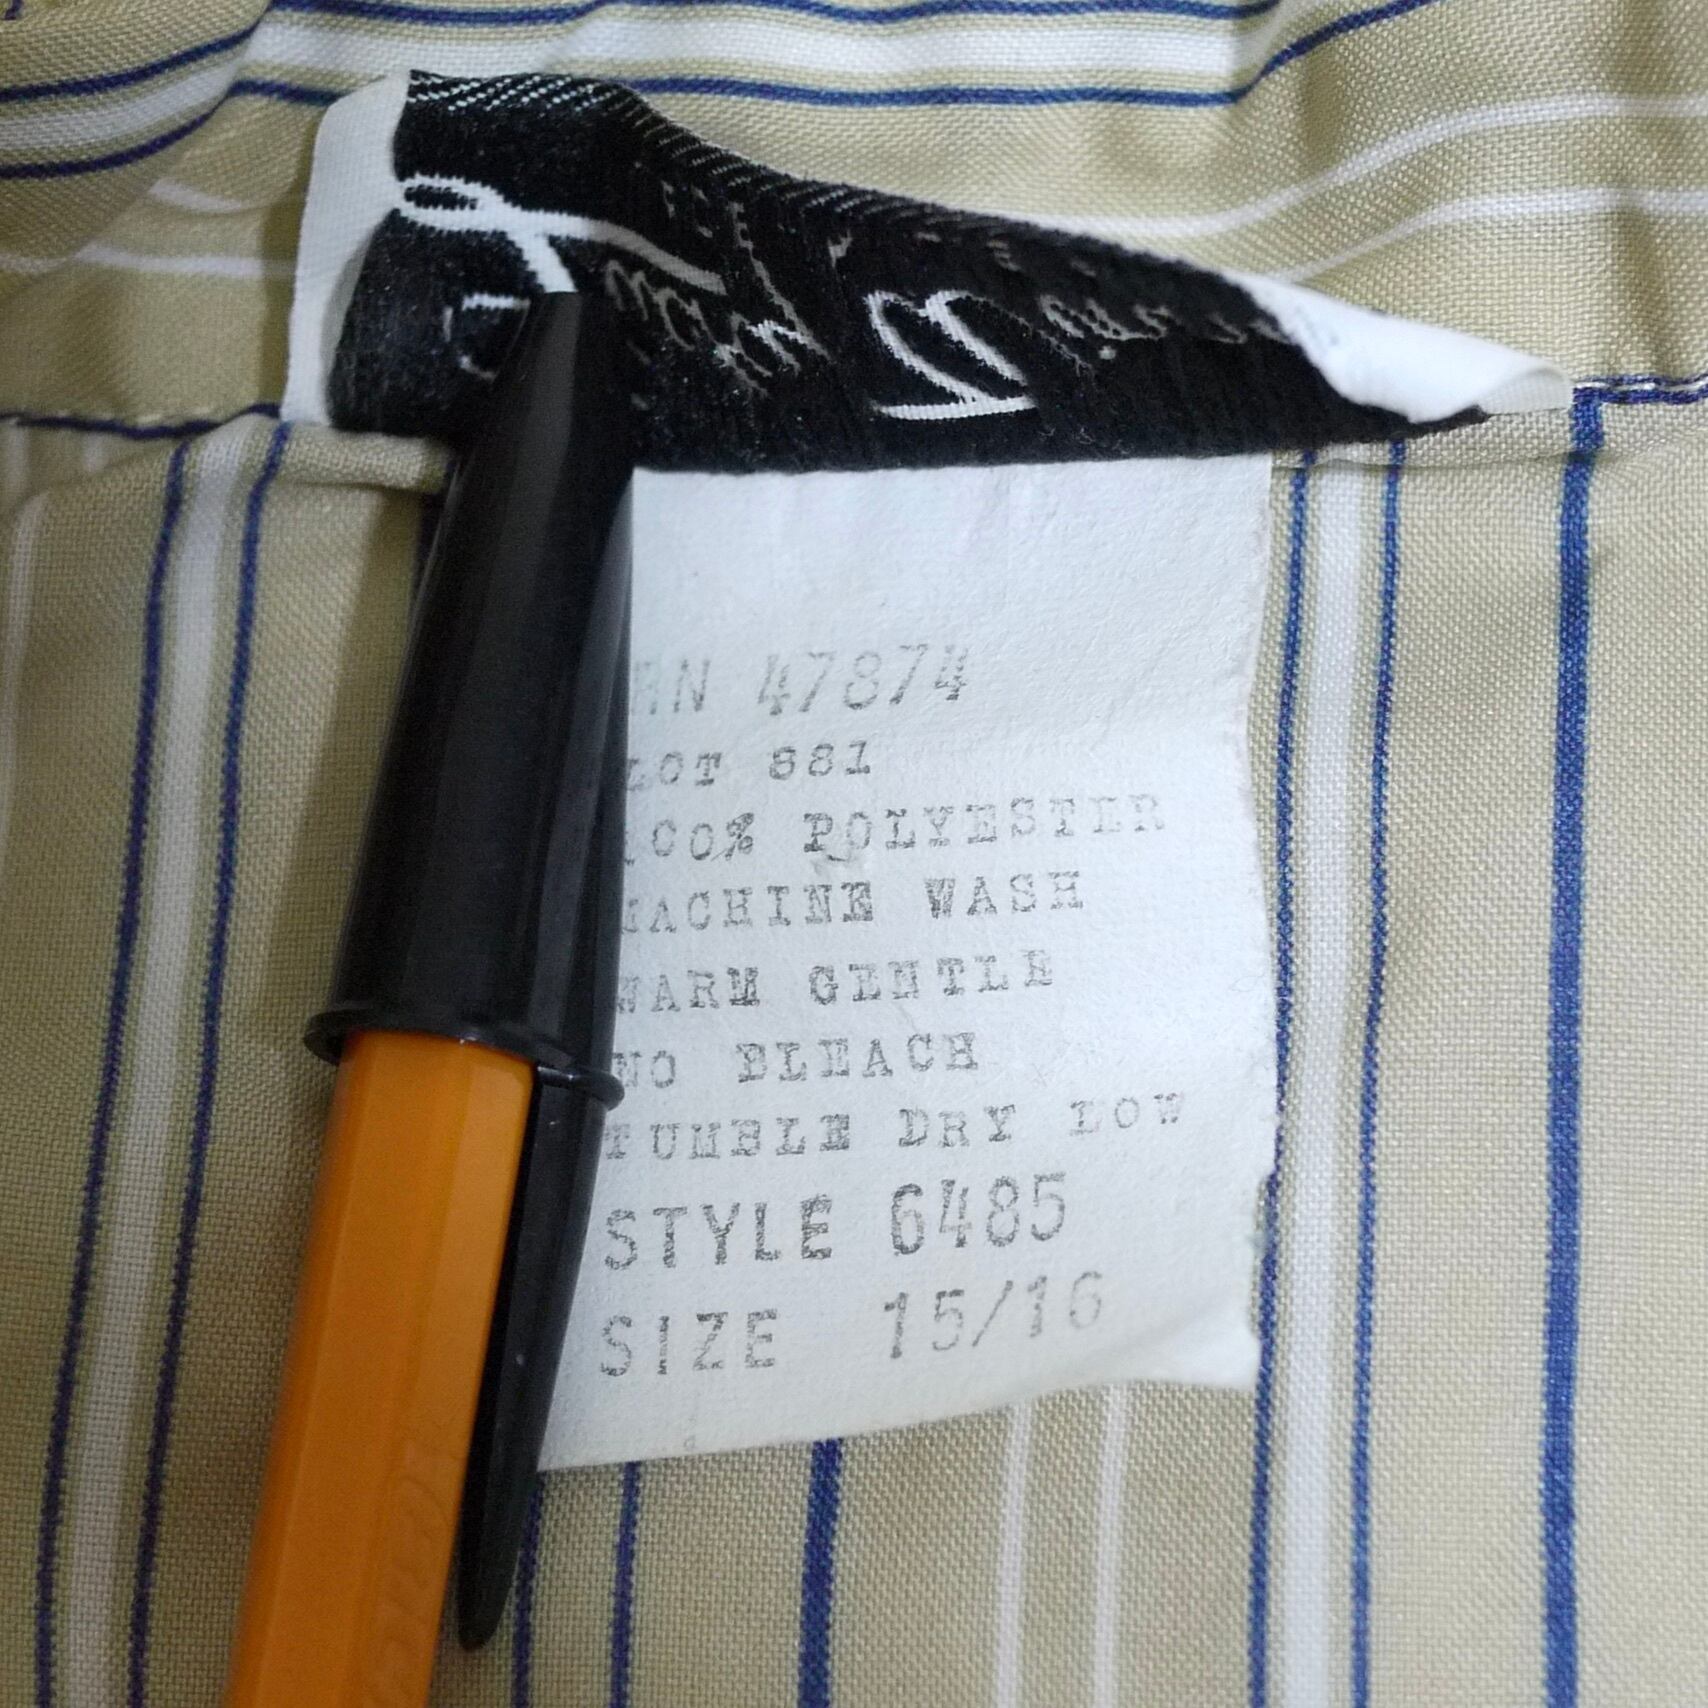 RN 47874
LOT 881
100% POLYESTER
MACHINE WASH
WARM GENTLE
NO BLEACH
TUMBLE DRY LOW
STYLE 6485
SIZE 15/16